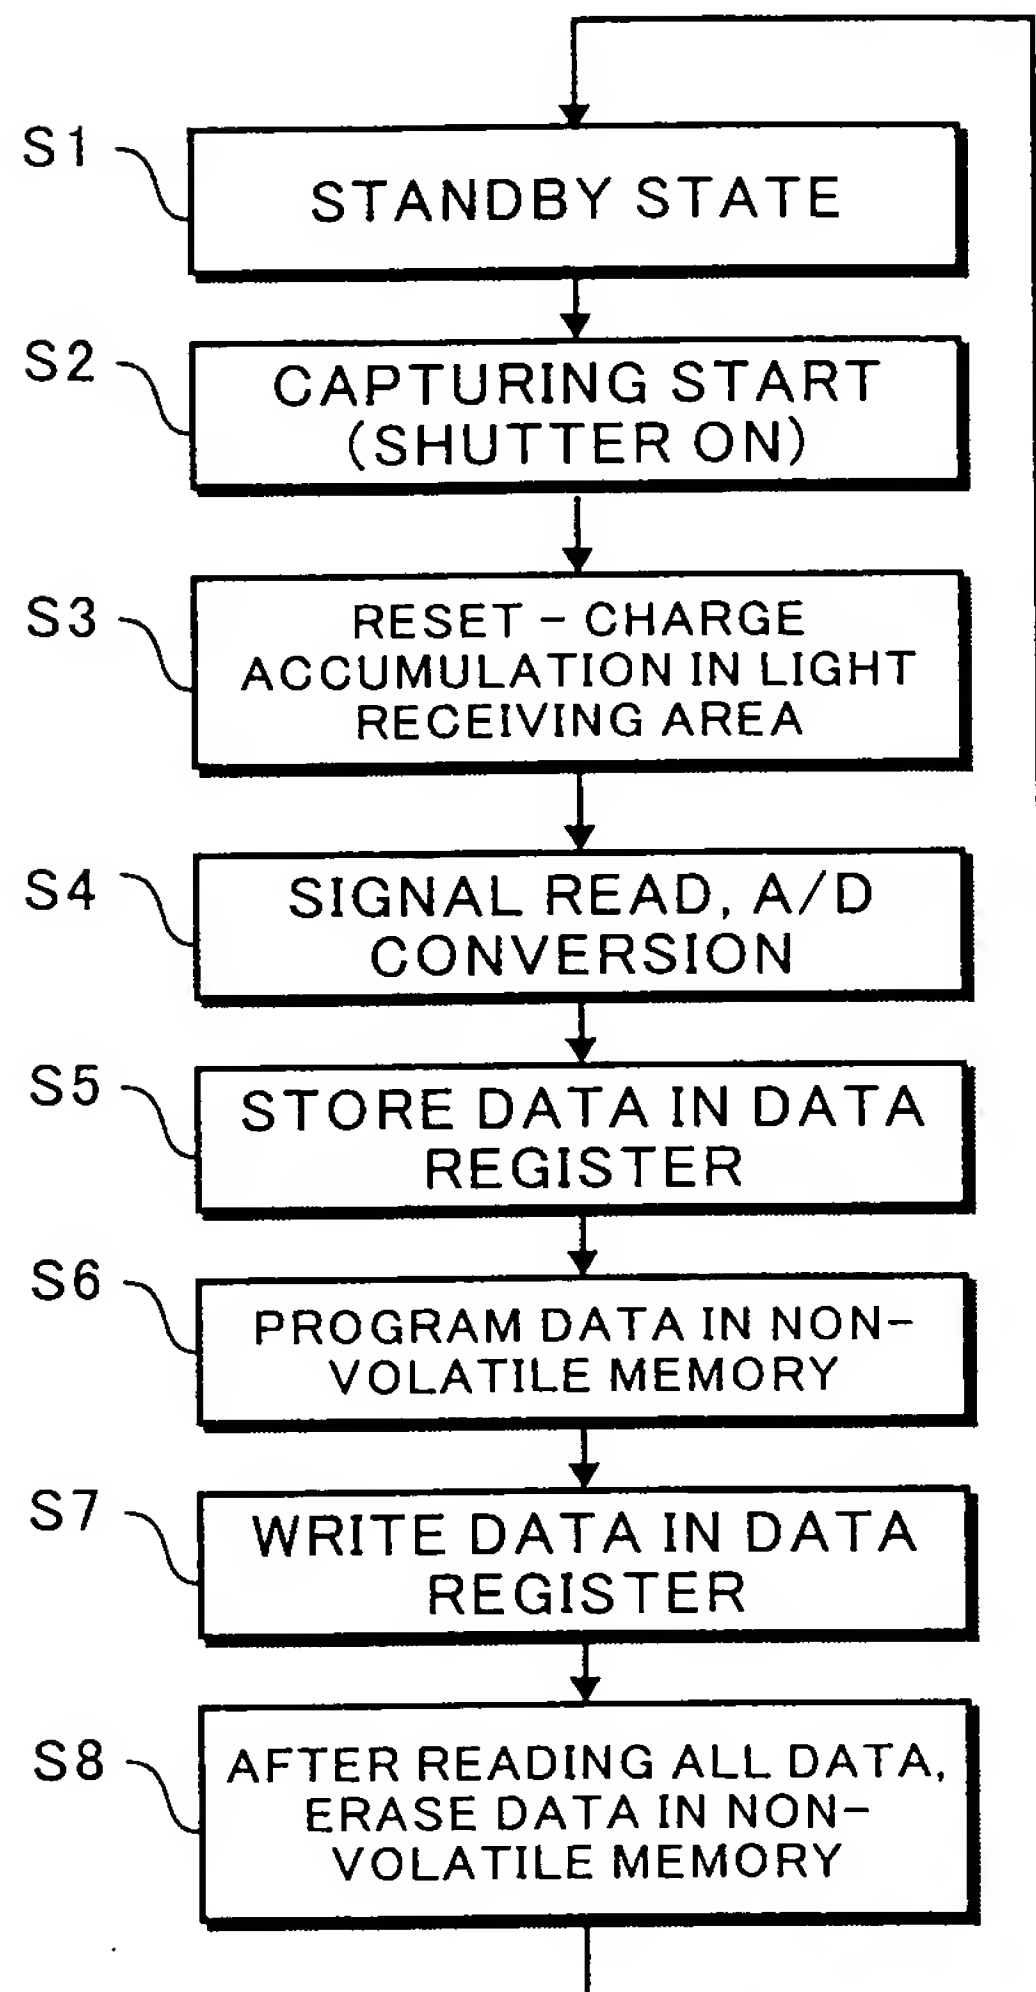 S1
STANDBY STATE
S2
CAPTURING START
(SHUTTER ON)
S3
RESET – CHARGE
ACCUMULATION IN LIGHT
RECEIVING AREA
S4
SIGNAL READ, A/D
CONVERSION
S5
STORE DATA IN DATA
REGISTER
S6
PROGRAM DATA IN NON–
VOLATILE MEMORY
S7
WRITE DATA IN DATA
REGISTER
S8
AFTER READING ALL DATA,
ERASE DATA IN NON–
VOLATILE MEMORY